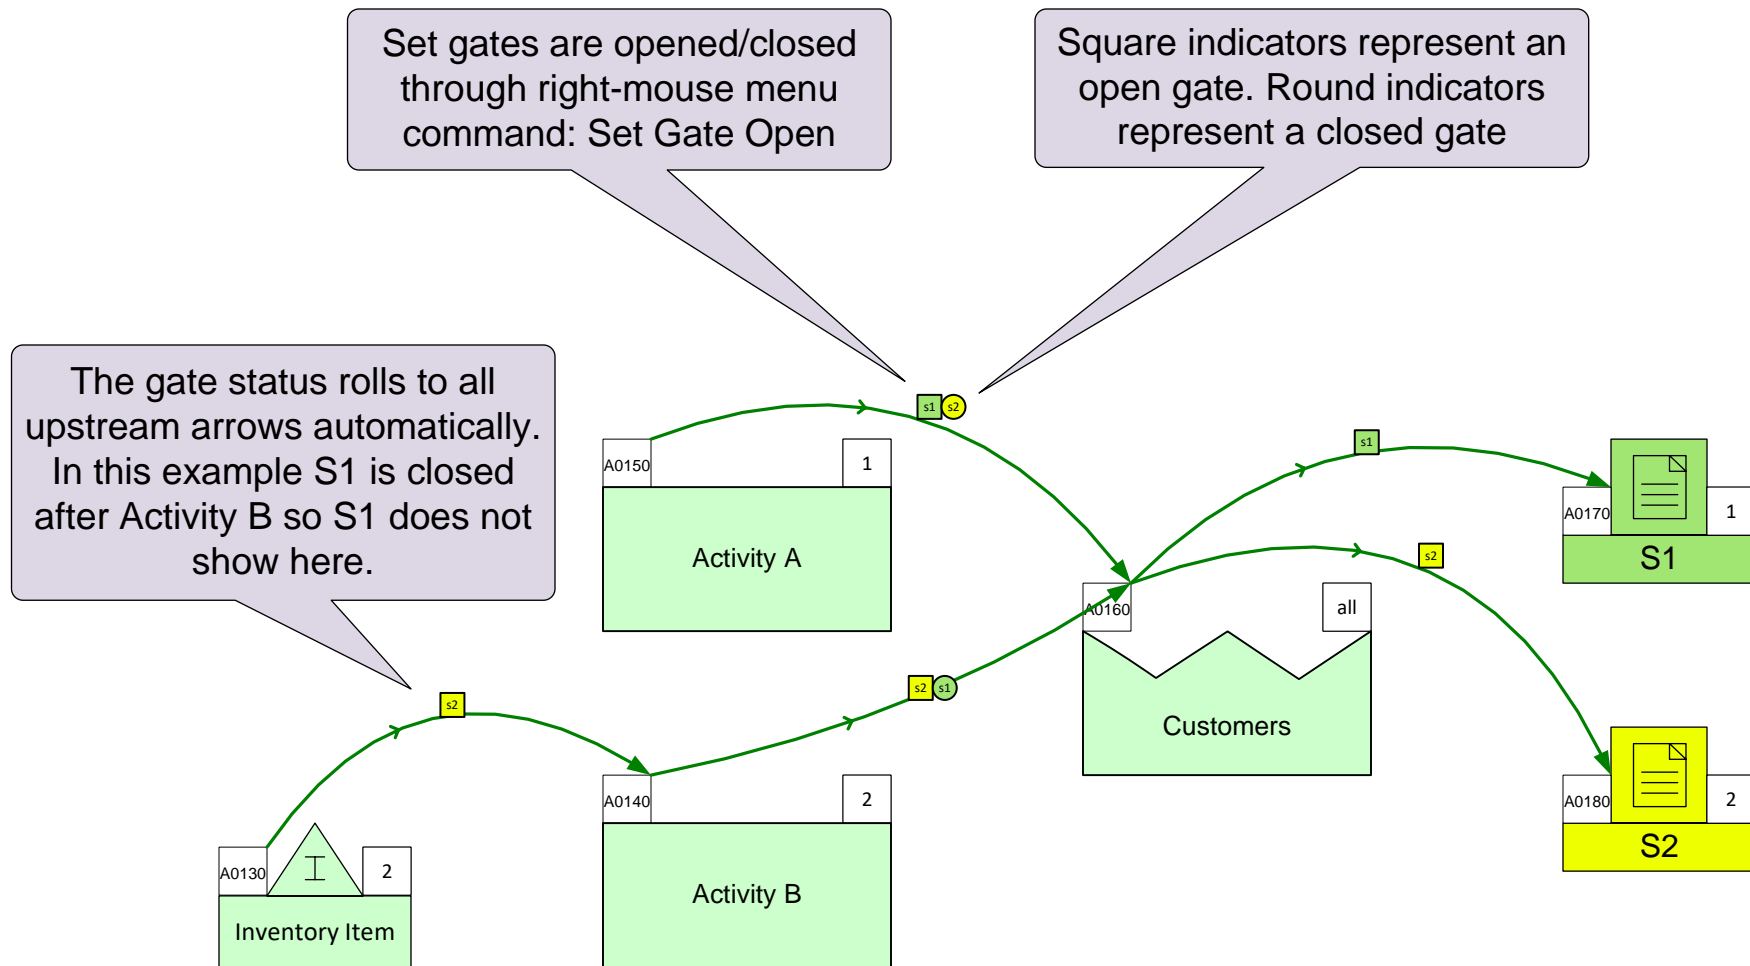 Set gates are opened/closed
through right-mouse menu
command: Set Gate Open
Square indicators represent an
open gate. Round indicators
represent a closed gate
The gate status rolls to all
upstream arrows automatically.
In this example S1 is closed
after Activity B so S1 does not
show here.
s1 s2
A0150 1
Activity A
s1
A0170 1
S1
s2
A0160 all
Customers
s2 s1
s2
A0140 2
Activity B
A0180 2
S2
A0130 I 2
Inventory Item